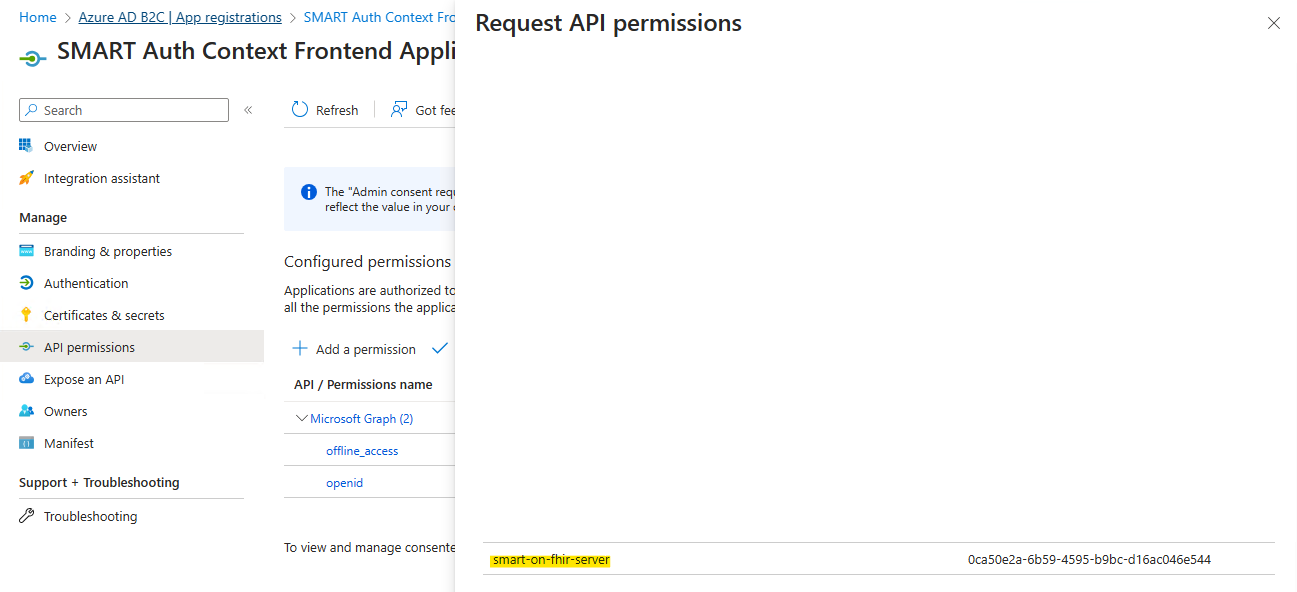 Home > Azure AD B2C | App registrations > SMART Auth Context Fro
SMART Auth Context Frontend Appli
Search
«
Overview
Integration assistant
Manage
Branding & properties
Authentication
Certificates & secrets
API permissions
Expose an API
Owners
Manifest
Support + Troubleshooting
Troubleshooting
Refresh
Got fee
The "Admin consent requ
reflect the value in your o
Configured permissions
Applications are authorized to
all the permissions the applica
Add a permission
API / Permissions name
Microsoft Graph (2)
offline_access
openid
To view and manage consente
Request API permissions
smart-on-fhir-server 0ca50e2a-6b59-4595-b9bc-d16ac046e544